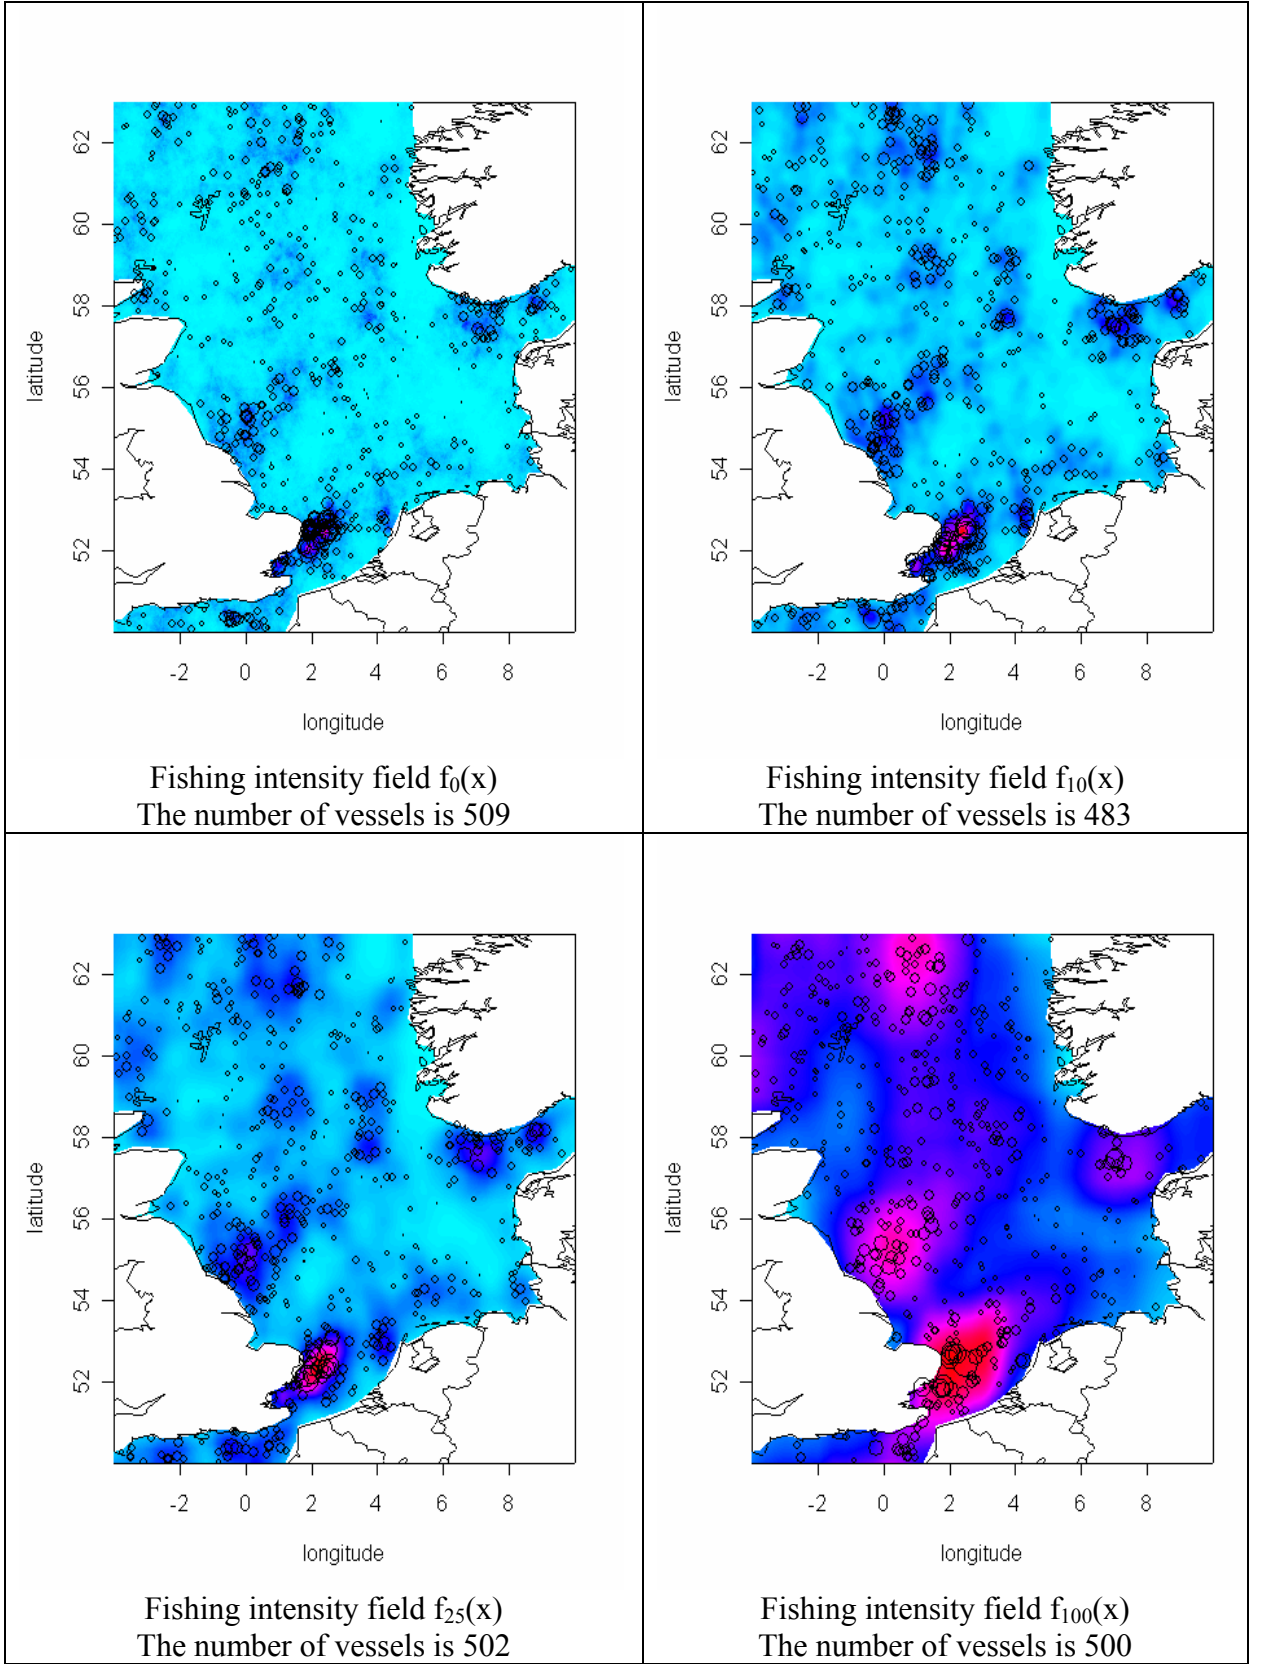 62
60
58
56
54
52
latitude
-2 0 2 4 6 8
longitude
Fishing intensity field f₀(x)
The number of vessels is 509
62
60
58
56
54
52
latitude
-2 0 2 4 6 8
longitude
Fishing intensity field f₁₀(x)
The number of vessels is 483
62
60
58
56
54
52
latitude
-2 0 2 4 6 8
longitude
Fishing intensity field f₂₅(x)
The number of vessels is 502
62
60
58
56
54
52
latitude
-2 0 2 4 6 8
longitude
Fishing intensity field f₁₀₀(x)
The number of vessels is 500